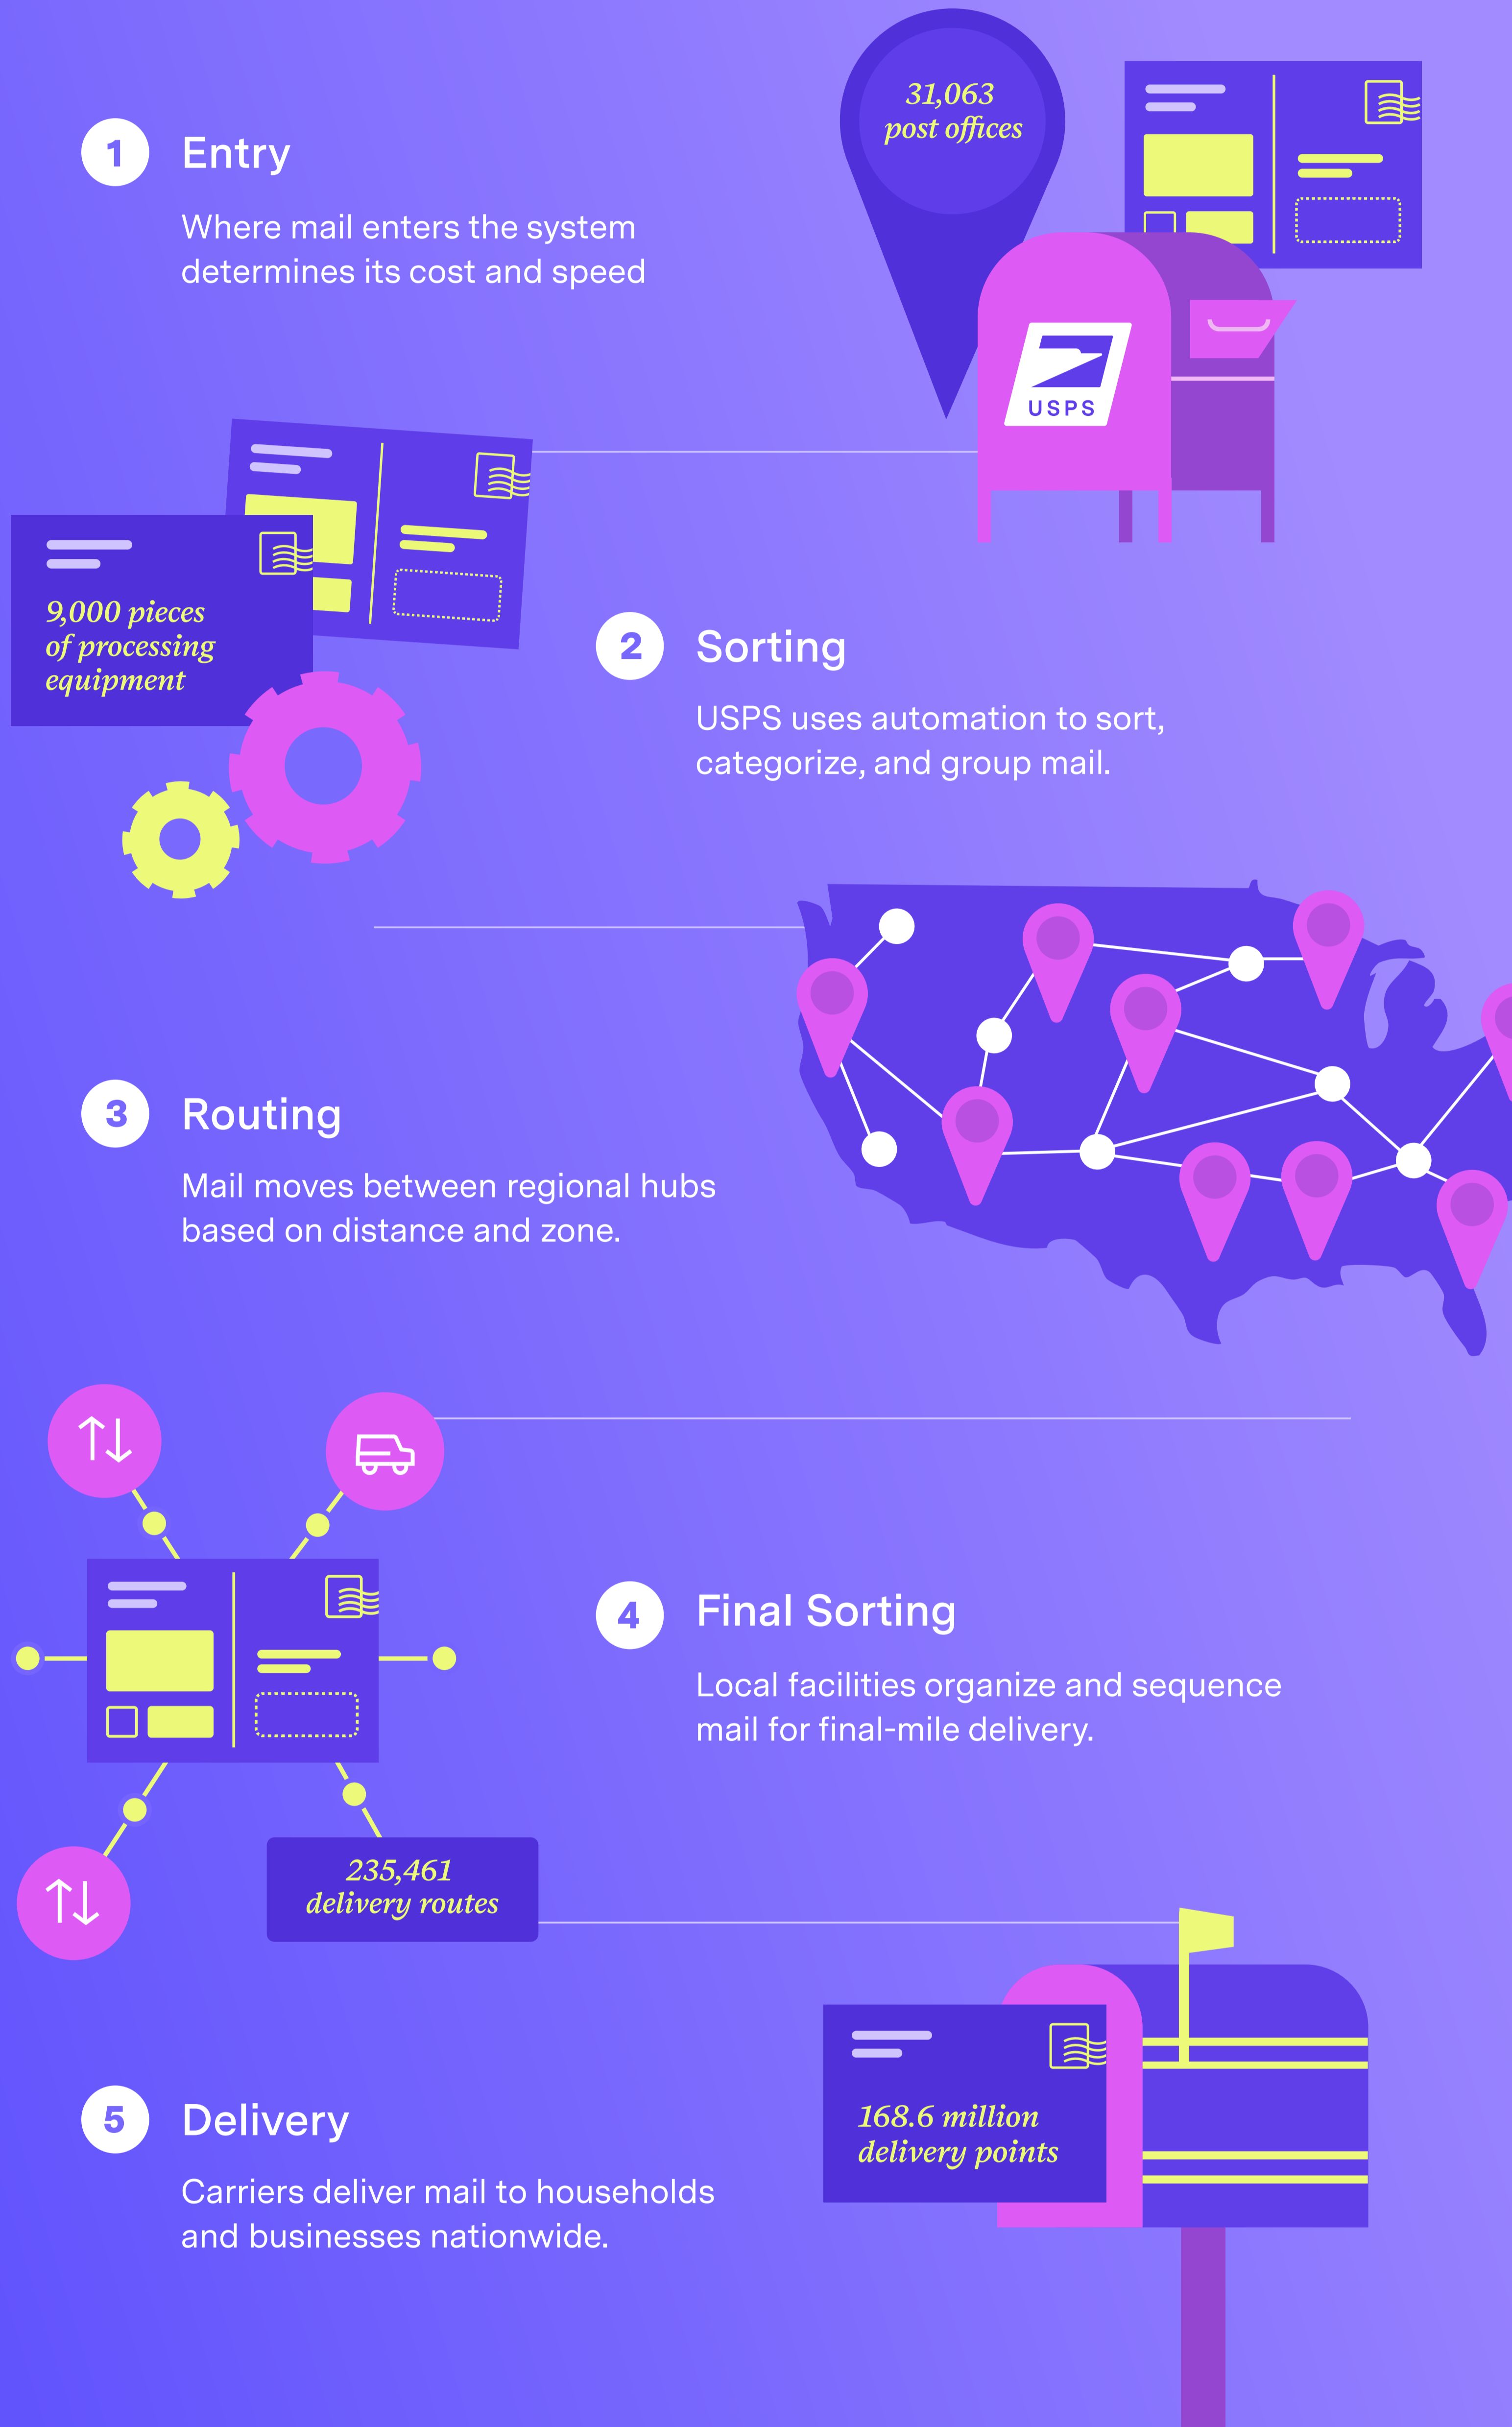 31,063
post offices
1
Entry
Where mail enters the system
determines its cost and speed
USPS
9,000 pieces
of processing
equipment
2
Sorting
USPS uses automation to sort,
categorize, and group mail.
3
Routing
Mail moves between regional hubs
based on distance and zone.
4
Final Sorting
Local facilities organize and sequence
mail for final-mile delivery.
235,461
delivery routes
5
Delivery
Carriers deliver mail to households
and businesses nationwide.
168.6 million
delivery points